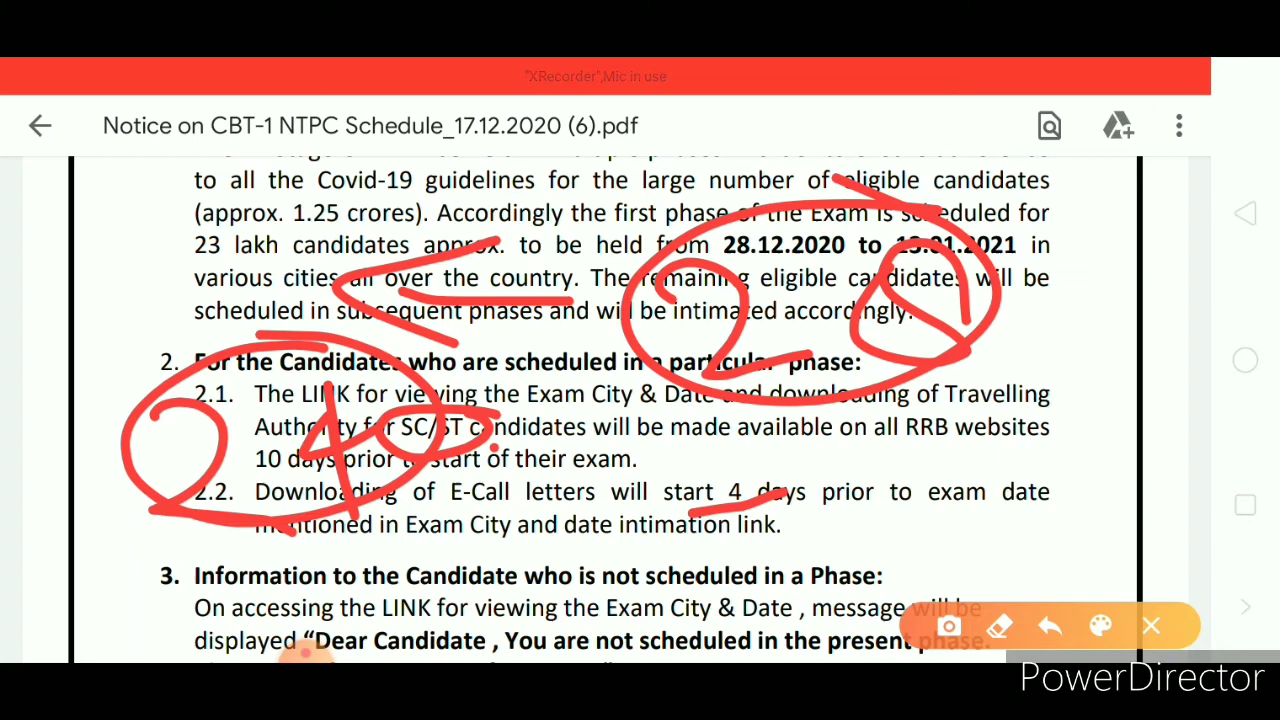 "XRecorder",Mic in use
Notice on CBT-1 NTPC Schedule_17.12.2020 (6).pdf
to all the Covid-19 guidelines for the large number of eligible candidates
(approx. 1.25 crores). Accordingly the first phase of the Exam is scheduled for
23 lakh candidates approx. to be held from 28.12.2020 to 13.01.2021 in
various cities all over the country. The remaining eligible candidates will be
scheduled in subsequent phases and will be intimated accordingly.
28
2. For the Candidates who are scheduled in a particular phase:
2.1. The LINK for viewing the Exam City & Date and downloading of Travelling
Authority for SC/ST candidates will be made available on all RRB websites
10 days prior to start of their exam.
24
2.2. Downloading of E-Call letters will start 4 days prior to exam date
mentioned in Exam City and date intimation link.
3. Information to the Candidate who is not scheduled in a Phase:
On accessing the LINK for viewing the Exam City & Date , message will be
displayed “Dear Candidate , You are not scheduled in the present phase.
PowerDirector